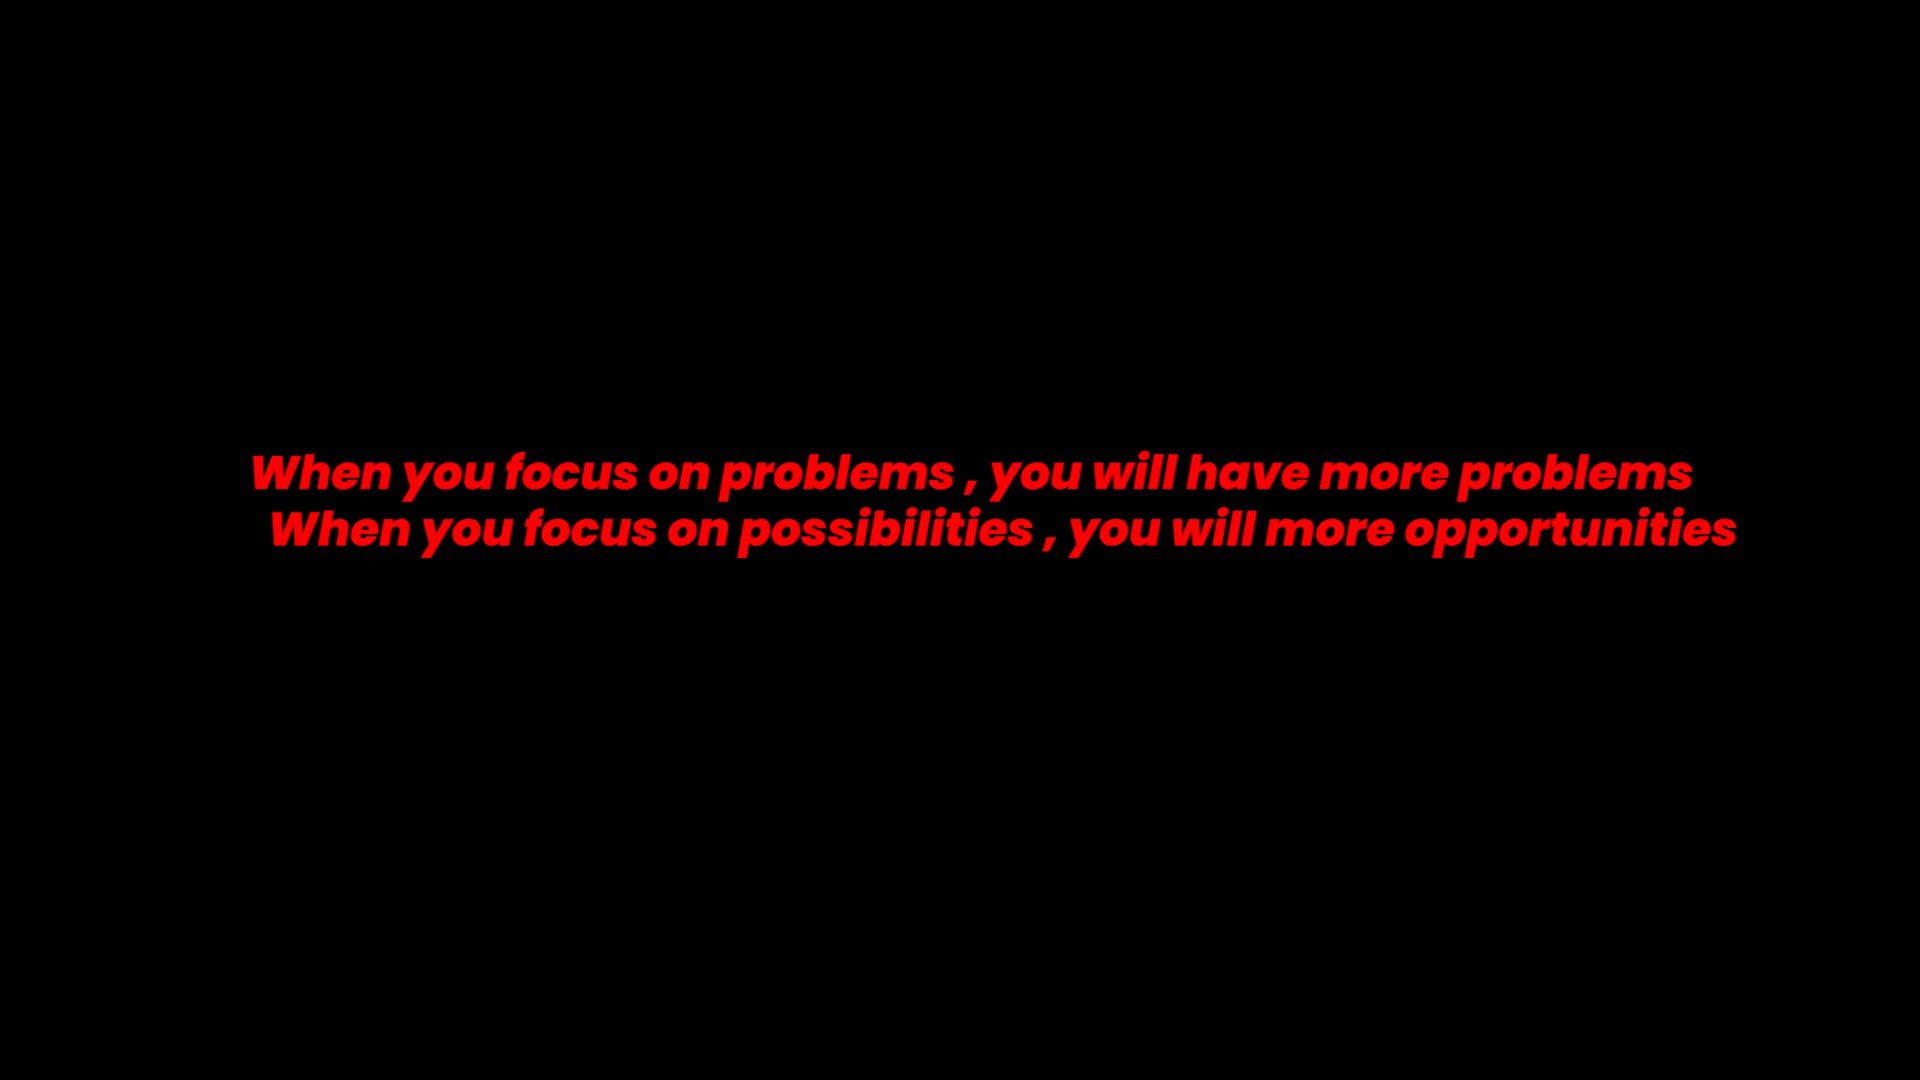 When you focus on problems , you will have more problems
When you focus on possibilities , you will more opportunities